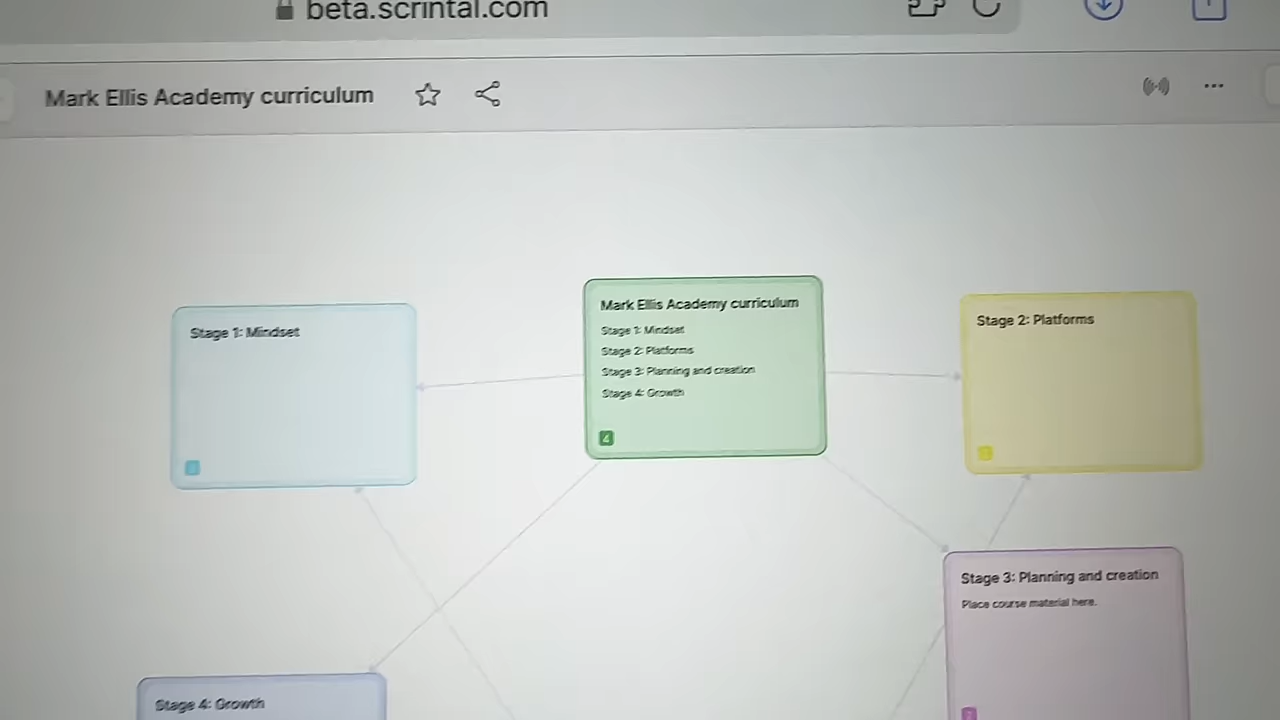 beta.scrintal.com
Mark Ellis Academy curriculum
Mark Ellis Academy curriculum
Stage 1: Mindset
Stage 2: Platforms
Stage 3: Planning and creation
Stage 4: Growth
4
Stage 1: Mindset
Stage 2: Platforms
Stage 3: Planning and creation
Place course material here.
Stage 4: Growth